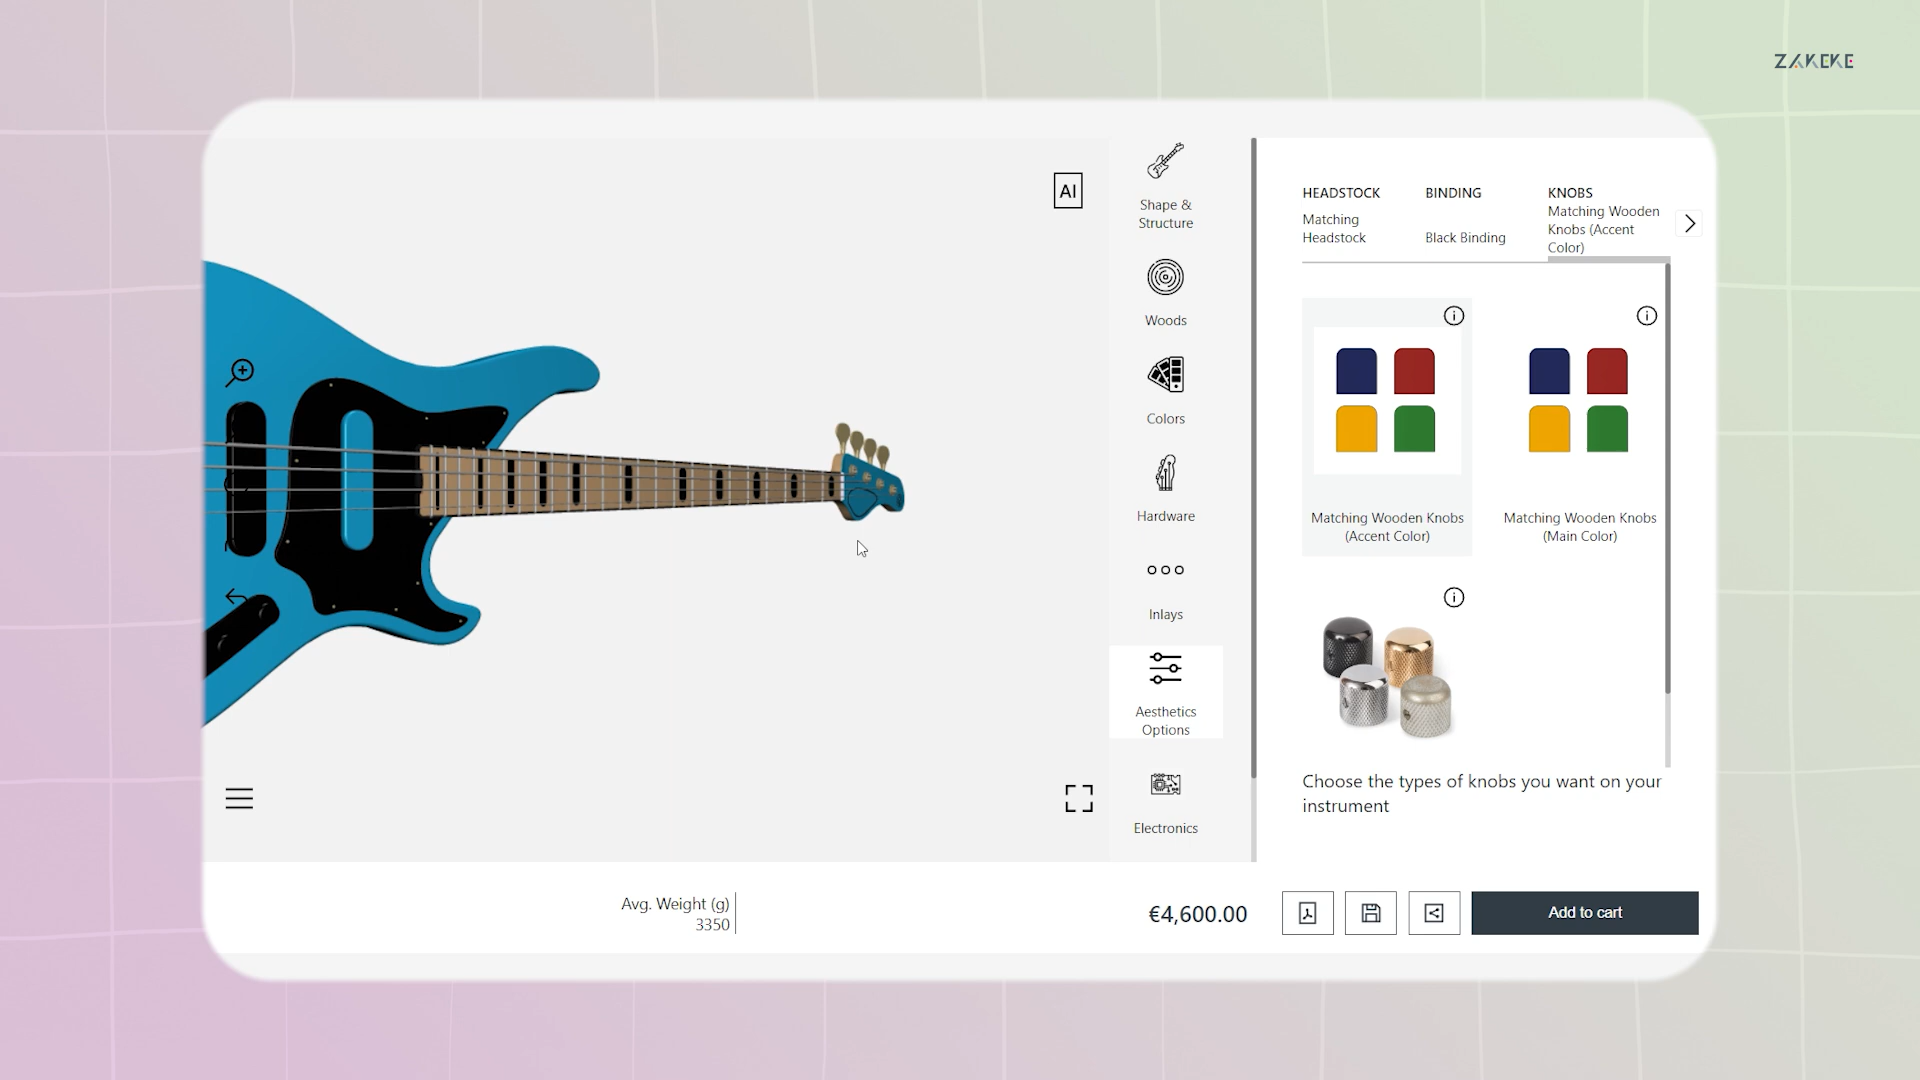 ZAKEKE
AI
Shape &
Structure
Woods
Colors
Hardware
Inlays
Aesthetics
Options
Electronics
HEADSTOCK
Matching
Headstock
BINDING
Black Binding
KNOBS
Matching Wooden
Knobs (Accent
Color)
Matching Wooden Knobs
(Accent Color)
Matching Wooden Knobs
(Main Color)
Choose the types of knobs you want on your
instrument
Avg. Weight (g)
3350
€4,600.00
Add to cart